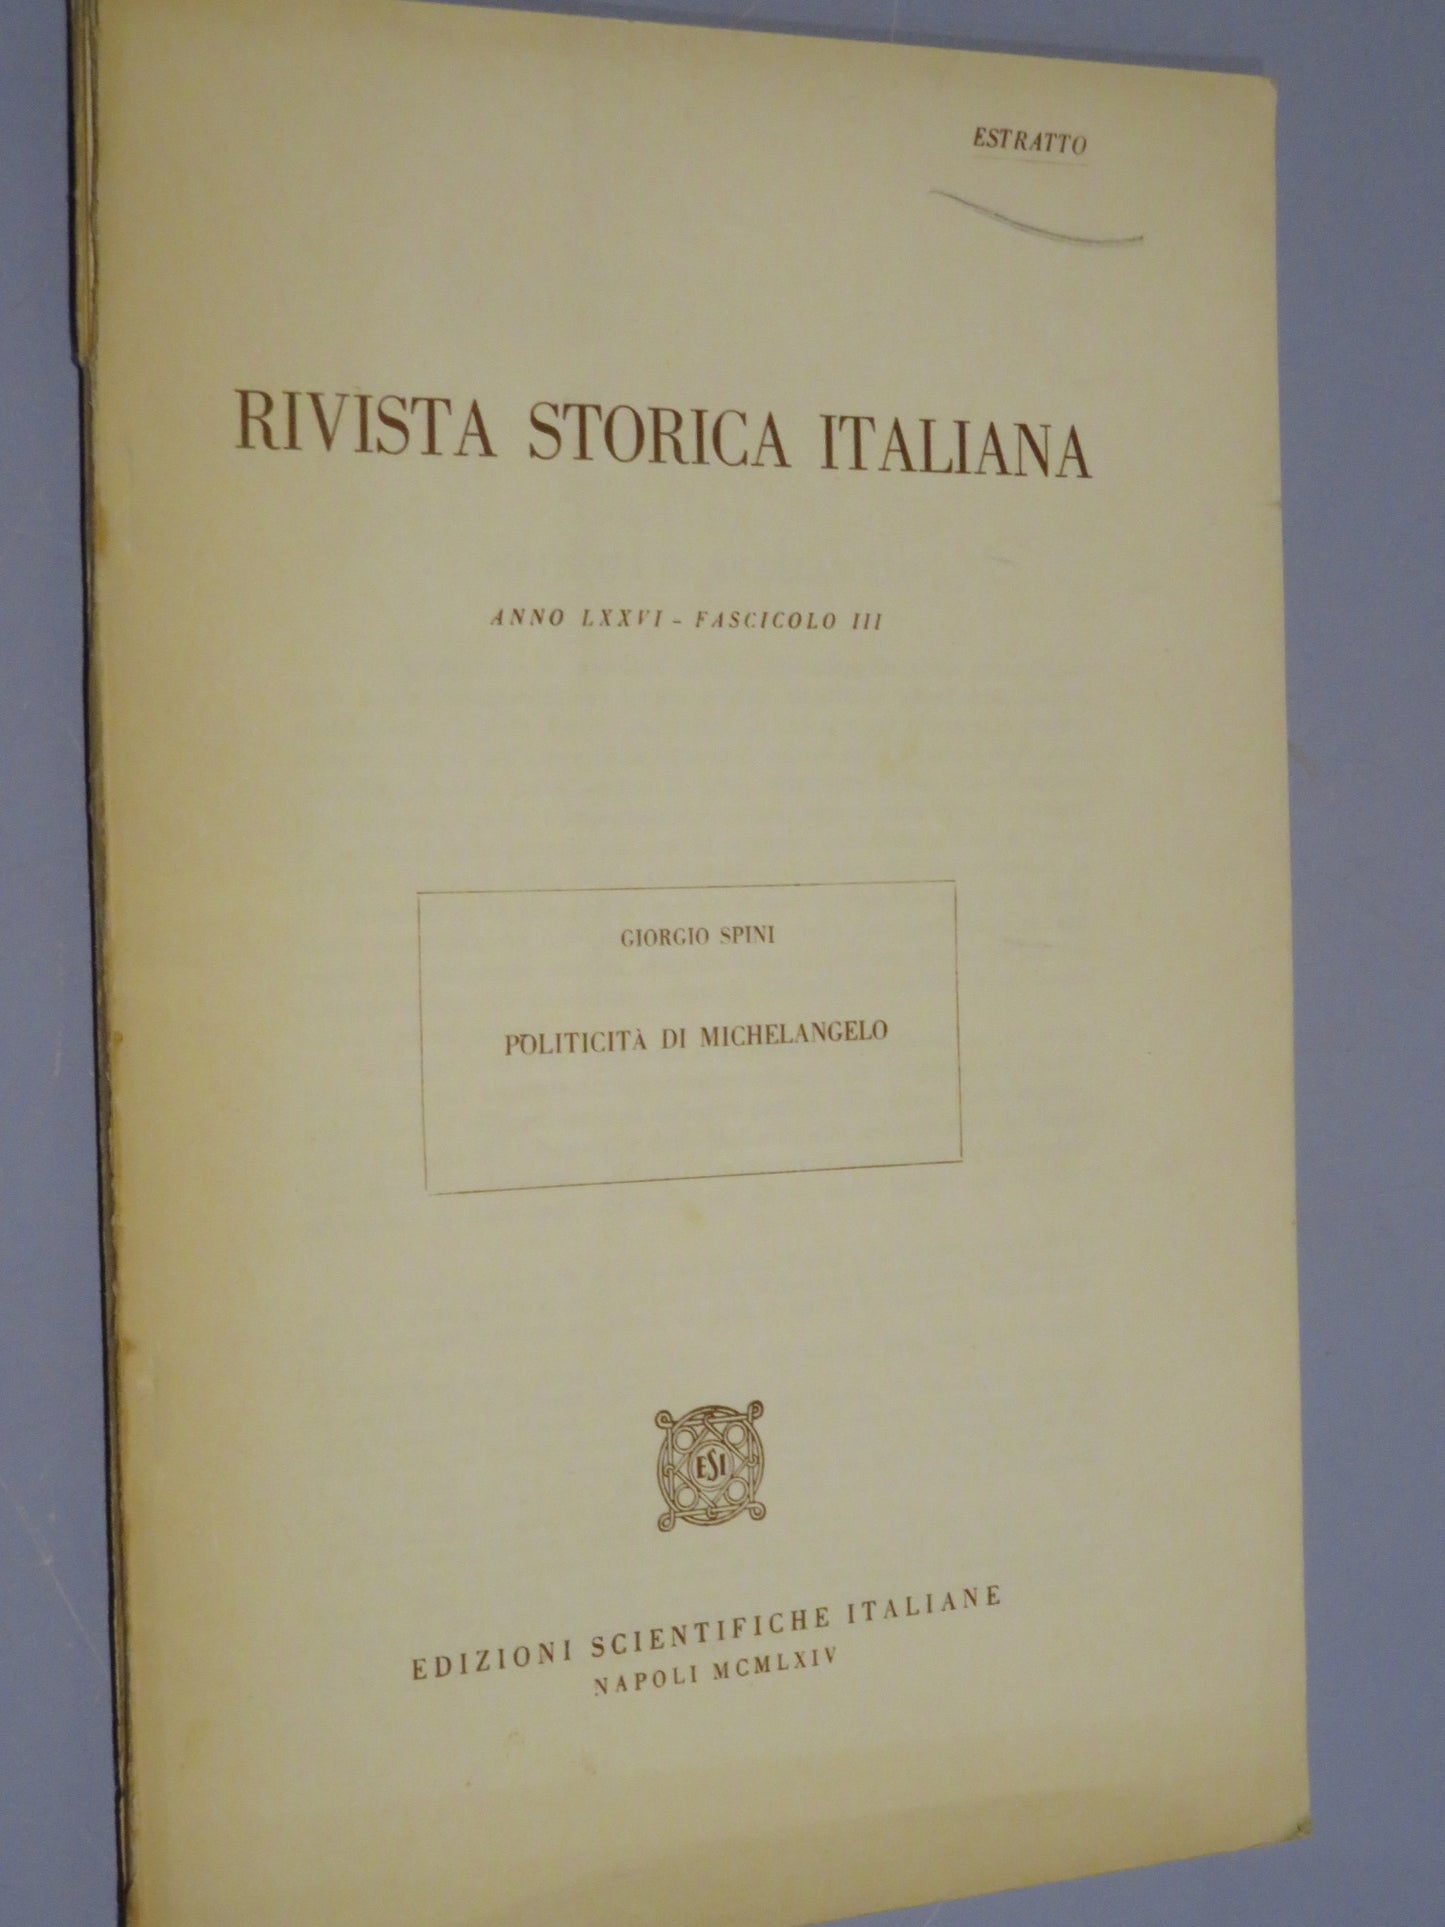 ESTRATTO
RIVISTA STORICA ITALIANA
ANNO LXXVI - FASCICOLO III
GIORGIO SPINI
POLITICITÀ DI MICHELANGELO
ESI
EDIZIONI SCIENTIFICHE ITALIANE
NAPOLI MCMLXIV